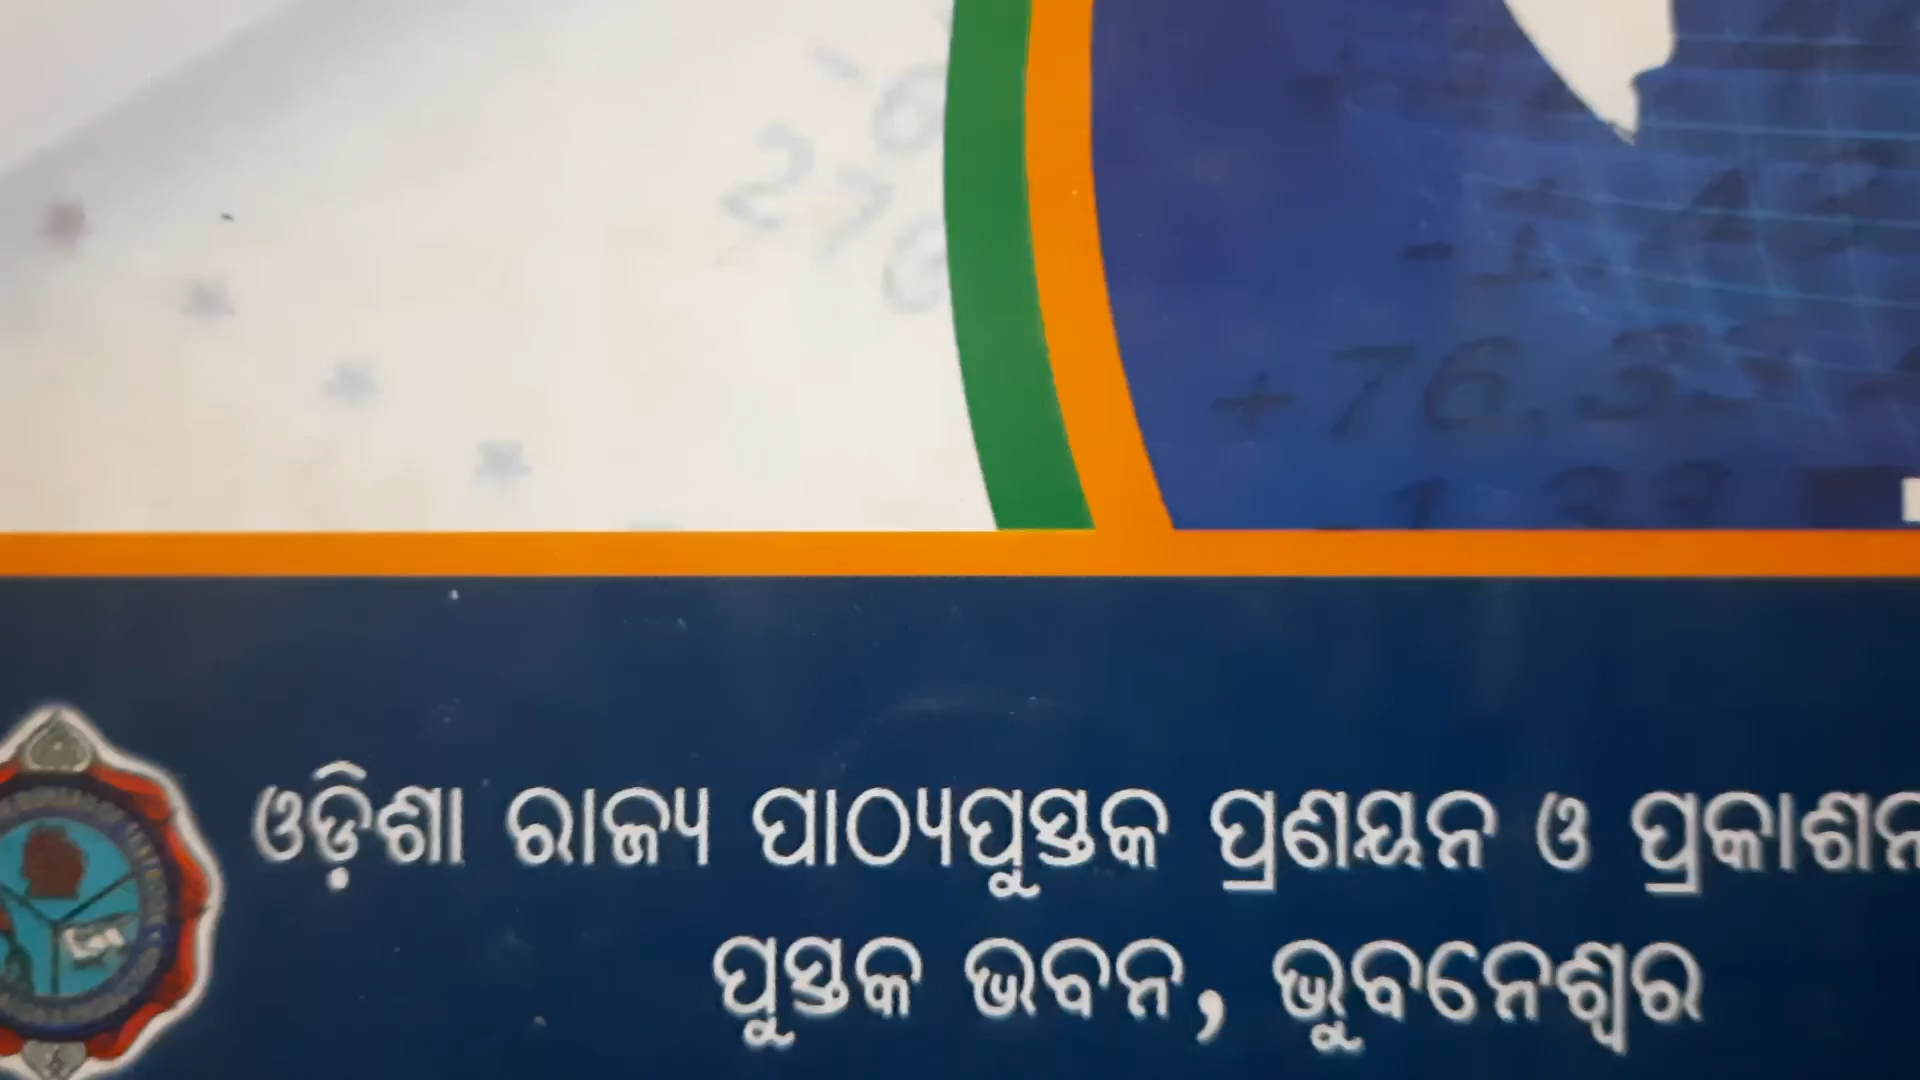 ଓଡ଼ିଶା ରାଜ୍ୟ ପାଠ୍ୟପୁସ୍ତକ ପ୍ରଣୟନ ଓ ପ୍ରକାଶନ
ପୁସ୍ତକ ଭବନ, ଭୁବନେଶ୍ୱର